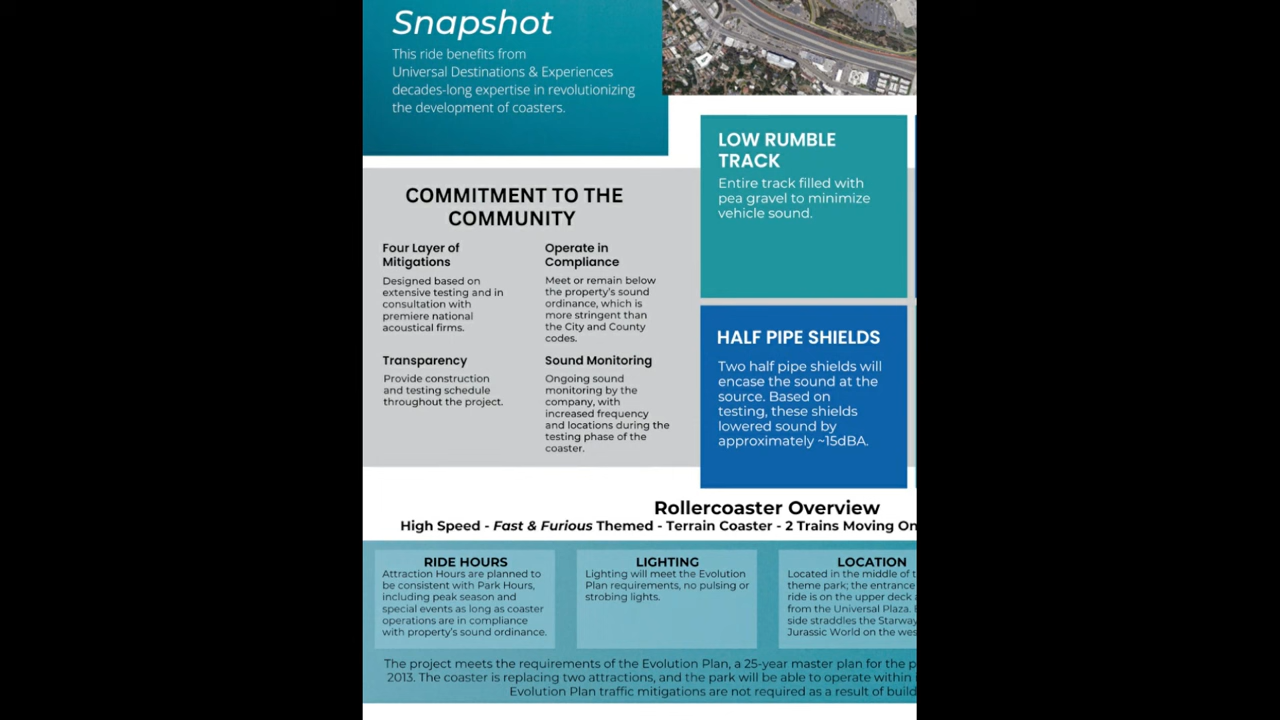 Snapshot
This ride benefits from
Universal Destinations & Experiences
decades-long expertise in revolutionizing
the development of coasters.
COMMITMENT TO THE
COMMUNITY
Four Layer of
Mitigations
Designed based on
extensive testing and in
consultation with
premiere national
acoustical firms.
Operate in
Compliance
Meet or remain below
the property's sound
ordinance, which is
more stringent than
the City and County
codes.
Transparency
Provide construction
and testing schedule
throughout the project.
Sound Monitoring
Ongoing sound
monitoring by the
company, with
increased frequency
and locations during the
testing phase of the
coaster.
LOW RUMBLE
TRACK
Entire track filled with
pea gravel to minimize
vehicle sound.
HALF PIPE SHIELDS
Two half pipe shields will
encase the sound at the
source. Based on
testing, these shields
lowered sound by
approximately ~15dBA.
Rollercoaster Overview
High Speed - Fast & Furious Themed - Terrain Coaster - 2 Trains Moving On
RIDE HOURS
Attraction Hours are planned to
be consistent with Park Hours,
including peak season and
special events as long as coaster
operations are in compliance
with property's sound ordinance.
LIGHTING
Lighting will meet the Evolution
Plan requirements, no pulsing or
strobing lights.
LOCATION
Located in the middle of
theme park; the entrance
ride is on the upper deck
from the Universal Plaza.
side straddles the Starway
Jurassic World on the
The project meets the requirements of the Evolution Plan, a 25-year master plan for the
2013. The coaster is replacing two attractions, and the park will be able to operate within
Evolution Plan traffic mitigations are not required as a result of